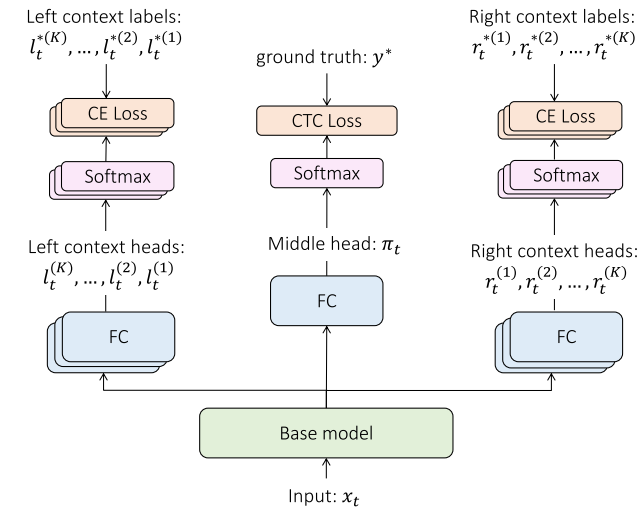 Left context labels:
l_t^{*(K)}, …, l_t^{*(2)}, l_t^{*(1)}
CE Loss
Softmax
Left context heads:
l_t^{(K)}, …, l_t^{(2)}, l_t^{(1)}
FC
ground truth: y*
CTC Loss
Softmax
Middle head: π_t
FC
Right context labels:
r_t^{*(1)}, r_t^{*(2)}, …, r_t^{*(K)}
CE Loss
Softmax
Right context heads:
r_t^{(1)}, r_t^{(2)}, …, r_t^{(K)}
FC
Base model
Input: x_t